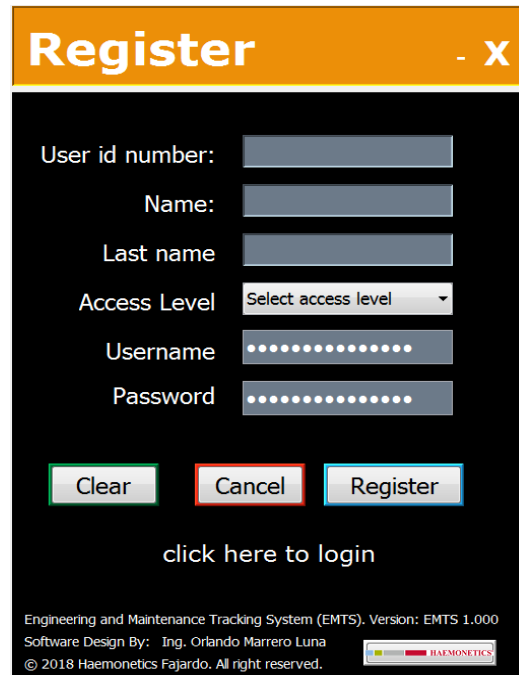 Register - X
User id number:
Name:
Last name
Access Level Select access level
Username •••••••••••••••
Password •••••••••••••••
Clear Cancel Register
click here to login
Engineering and Maintenance Tracking System (EMTS). Version: EMTS 1.000
Software Design By: Ing. Orlando Marrero Luna
HAEMONETICS
© 2018 Haemonetics Fajardo. All right reserved.